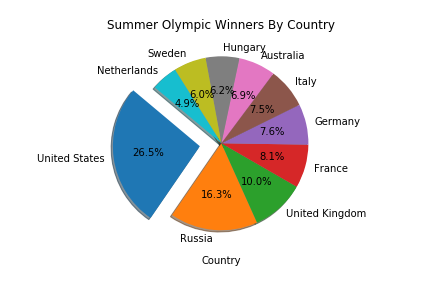 Summer Olympic Winners By Country
Hungary
Sweden
Australia
Netherlands
Italy
6.2%
6.0%
6.9%
4.9%
7.5%
Germany
7.6%
United States
26.5%
8.1%
France
10.0%
16.3%
United Kingdom
Russia
Country